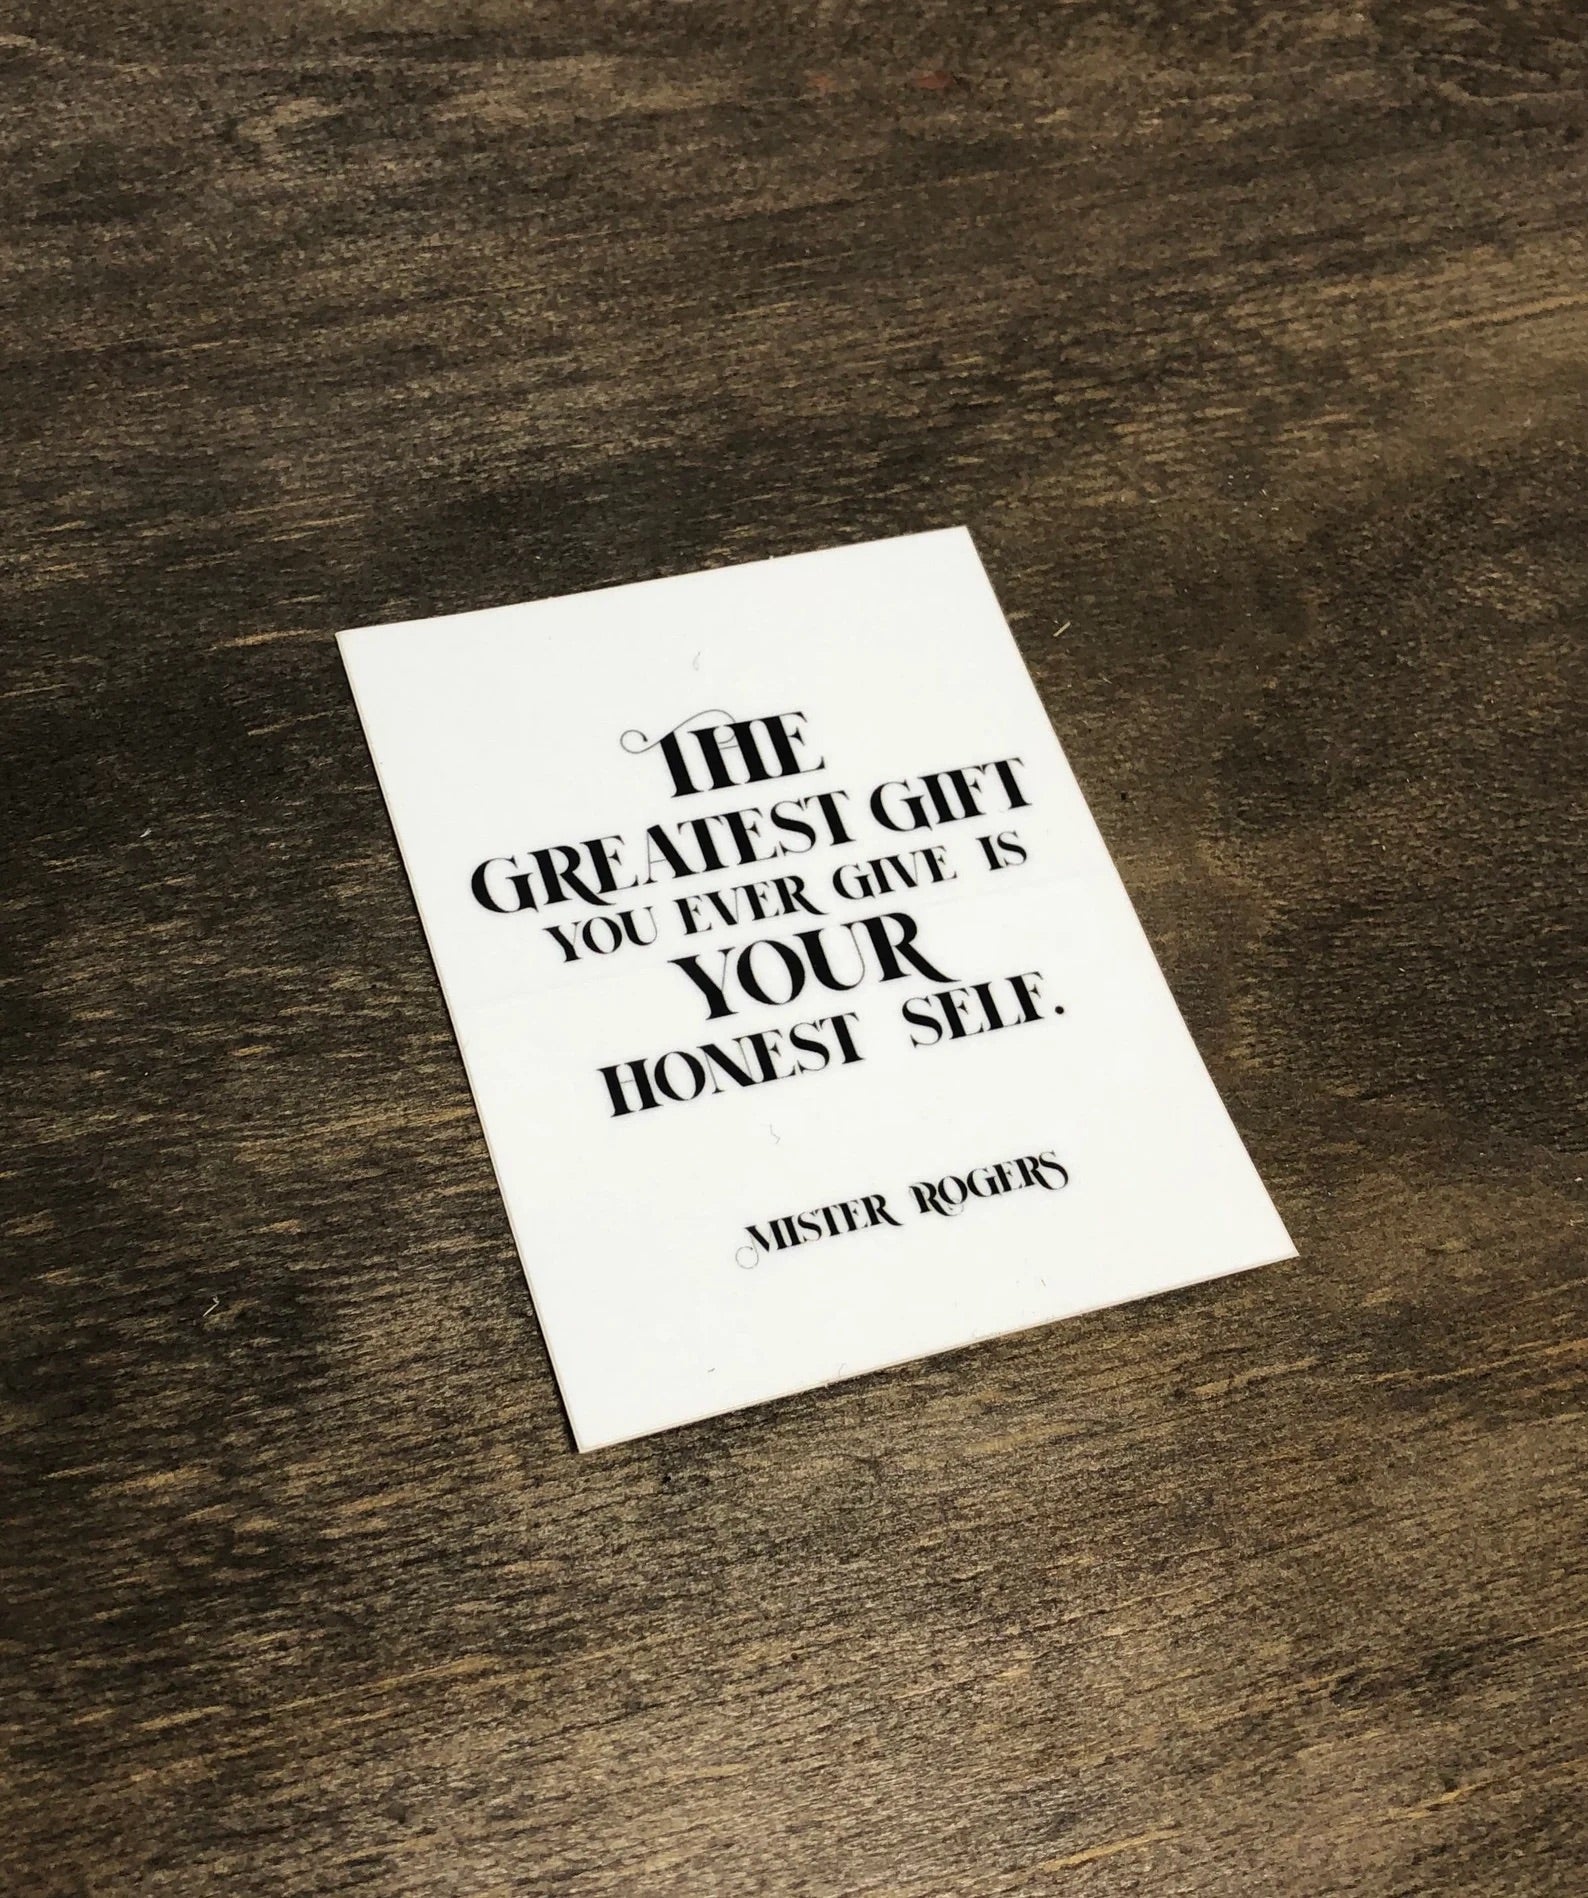 THE
GREATEST GIFT
YOU EVER GIVE IS
YOUR
HONEST SELF.
MISTER ROGERS